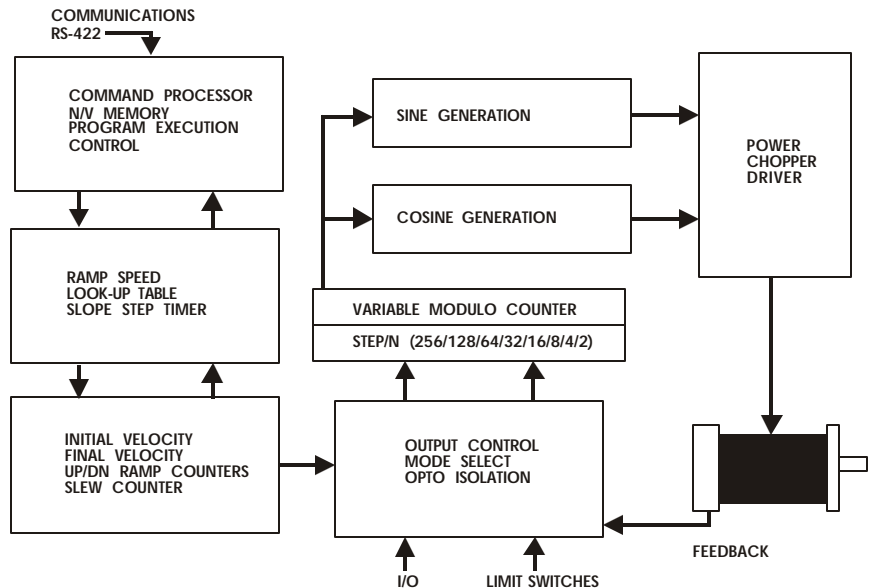 COMMUNICATIONS
RS-422
COMMAND PROCESSOR
N/V MEMORY
PROGRAM EXECUTION
CONTROL
SINE GENERATION
COSINE GENERATION
POWER
CHOPPER
DRIVER
RAMP SPEED
LOOK-UP TABLE
SLOPE STEP TIMER
VARIABLE MODULO COUNTER
STEP/N (256/128/64/32/16/8/4/2)
INITIAL VELOCITY
FINAL VELOCITY
UP/DN RAMP COUNTERS
SLEW COUNTER
OUTPUT CONTROL
MODE SELECT
OPTO ISOLATION
FEEDBACK
I/O
LIMIT SWITCHES